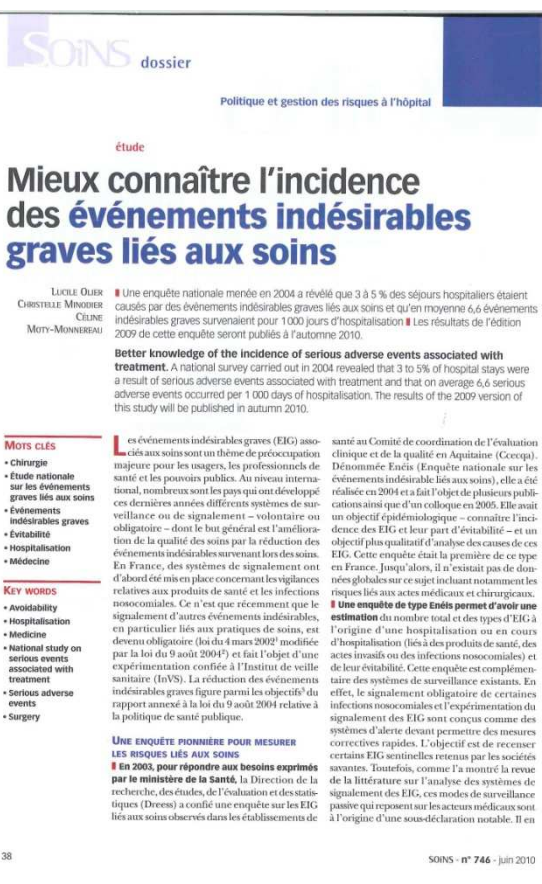 SOiNS dossier
Politique et gestion des risques à l'hôpital
étude
Mieux connaître l'incidence
des événements indésirables
graves liés aux soins
LUCILE OLIER
CHRISTELLE MINODIER
CÉLINE
MOTY-MONNEREAU
Une enquête nationale menée en 2004 a révélé que 3 à 5 % des séjours hospitaliers étaient
causés par des événements indésirables graves liés aux soins et qu'en moyenne 6,6 événements
indésirables graves survenaient pour 1000 jours d'hospitalisation Les résultats de l'édition
2009 de cette enquête seront publiés à l'automne 2010.
Better knowledge of the incidence of serious adverse events associated with
treatment. A national survey carried out in 2004 revealed that 3 to 5% of hospital stays were
a result of serious adverse events associated with treatment and that on average 6,6 serious
adverse events occurred per 1 000 days of hospitalisation. The results of the 2009 version of
this study will be published in autumn 2010.
MOTS CLÉS
• Chirurgie
• Étude nationale
sur les événements
graves liés aux soins
• Événements
indésirables graves
• Évitabilité
• Hospitalisation
• Médecine
KEY WORDS
• Avoidability
• Hospitalisation
• Medicine
• National study on
serious events
associated with
treatment
• Serious adverse
events
• Surgery
Les événements indésirables graves (EIG) asso-
ciés aux soins sont un thème de préoccupation
majeure pour les usagers, les professionnels de
santé et les pouvoirs publics. Au niveau interna-
tional, nombreux sont les pays qui ont développé
ces dernières années différents systèmes de sur-
veillance ou de signalement – volontaire ou
obligatoire – dont le but général est l'améliora-
tion de la qualité des soins par la réduction des
événements indésirables survenant lors des soins.
En France, des systèmes de signalement ont
d'abord été mis en place concernant les vigilances
relatives aux produits de santé et les infections
nosocomiales. Ce n'est que récemment que le
signalement d'autres événements indésirables,
en particulier liés aux pratiques de soins, est
devenu obligatoire (loi du 4 mars 2002¹ modifiée
par la loi du 9 août 2004²) et fait l'objet d'une
expérimentation confiée à l'Institut de veille
sanitaire (InVS). La réduction des événements
indésirables graves figure parmi les objectifs³ du
rapport annexé à la loi du 9 août 2004 relative à
la politique de santé publique.
UNE ENQUÊTE PIONNIÈRE POUR MESURER
LES RISQUES LIÉS AUX SOINS
En 2003, pour répondre aux besoins exprimés
par le ministère de la Santé, la Direction de la
recherche, des études, de l'évaluation et des statis-
tiques (Dreess) a confié une enquête sur les EIG
liés aux soins observés dans les établissements de
santé au Comité de coordination de l'évaluation
clinique et de la qualité en Aquitaine (Ccecqa).
Dénommée Enéis (Enquête nationale sur les
événements indésirable liés aux soins), elle a été
réalisée en 2004 et a fait l'objet de plusieurs publi-
cations ainsi que d'un colloque en 2005. Elle avait
un objectif épidémiologique – connaître l'inci-
dence des EIG et leur part d'évitabilité – et un
objectif plus qualitatif d'analyse des causes de ces
EIG. Cette enquête était la première de ce type
en France. Jusqu'alors, il n'existait pas de don-
nées globales sur ce sujet incluant notamment les
risques liés aux actes médicaux et chirurgicaux.
Une enquête de type Enéis permet d'avoir une
estimation du nombre total et des types d'EIG à
l'origine d'une hospitalisation ou en cours
d'hospitalisation (liés à des produits de santé, des
actes invasifs ou des infections nosocomiales) et
de leur évitabilité. Cette enquête est complémen-
taire des systèmes de surveillance existants. En
effet, le signalement obligatoire de certaines
infections nosocomiales et l'expérimentation du
signalement des EIG sont conçus comme des
systèmes d'alerte devant permettre des mesures
correctives rapides. L'objectif est de recenser
certains EIG sentinelles retenus par les sociétés
savantes. Toutefois, comme l'a montré la revue
de la littérature sur l'analyse des systèmes de
signalement des EIG, ces modes de surveillance
passive qui reposent sur les acteurs médicaux sont
à l'origine d'une sous-déclaration notable. Il en
38
SOiNS - n° 746 - juin 2010